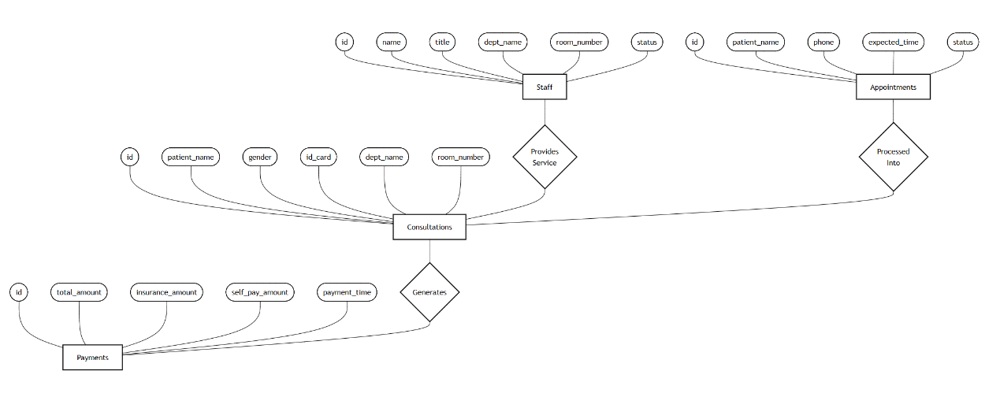 id
name
title
dept_name
room_number
status
id
patient_name
phone
expected_time
status
Staff
Appointments
id
patient_name
gender
id_card
dept_name
room_number
Provides
Service
Processed
Into
Consultations
id
total_amount
insurance_amount
self_pay_amount
payment_time
Generates
Payments